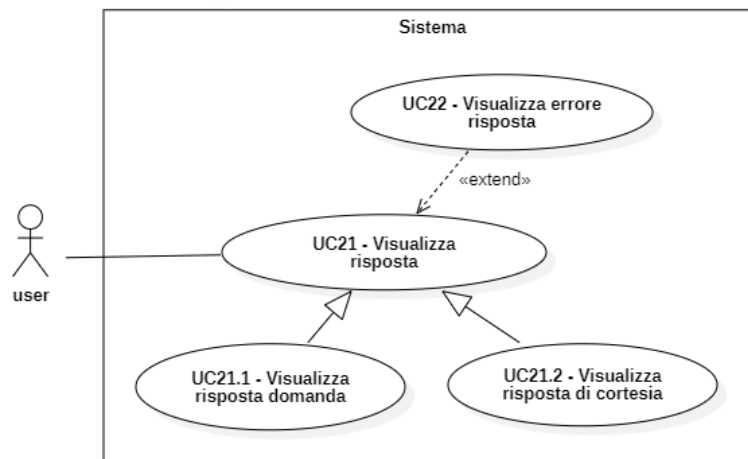 Sistema
UC22 - Visualizza errore
risposta
«extend»
UC21 - Visualizza
risposta
user
UC21.1 - Visualizza
risposta domanda
UC21.2 - Visualizza
risposta di cortesia